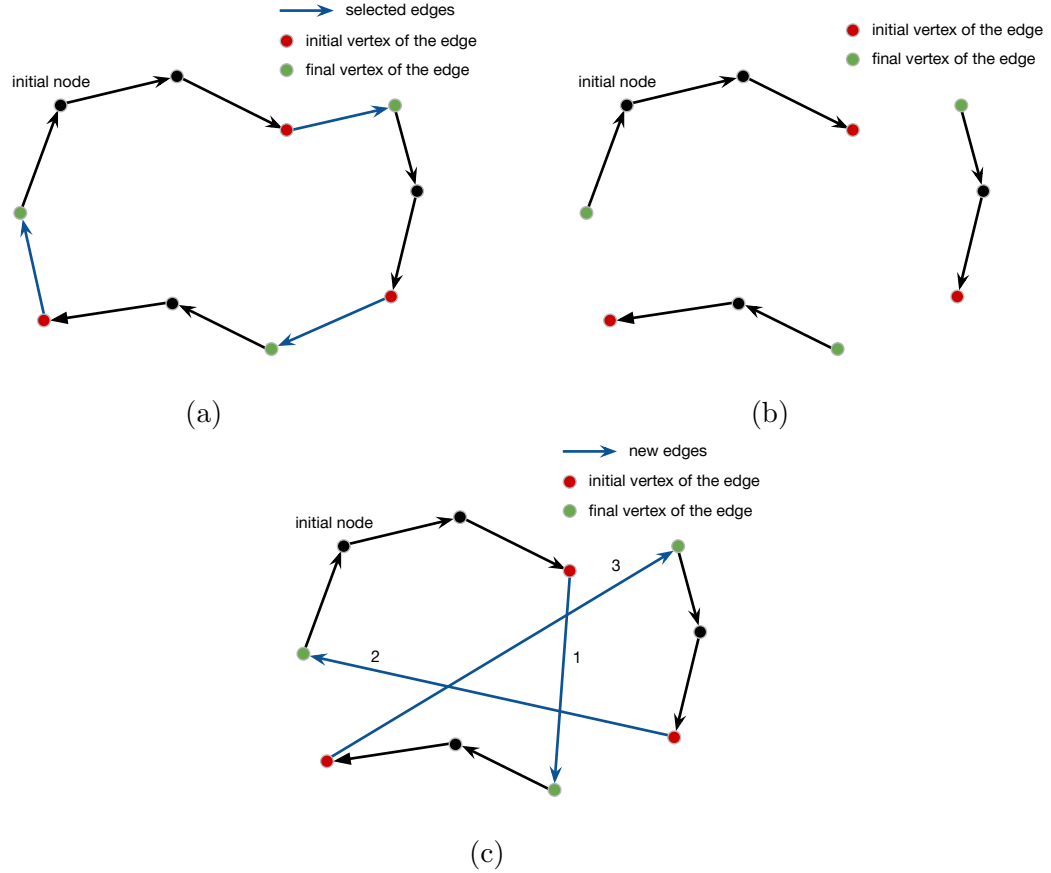 selected edges
initial vertex of the edge
final vertex of the edge
initial node
(a)
initial vertex of the edge
final vertex of the edge
initial node
(b)
new edges
initial vertex of the edge
final vertex of the edge
initial node
3
2
1
(c)